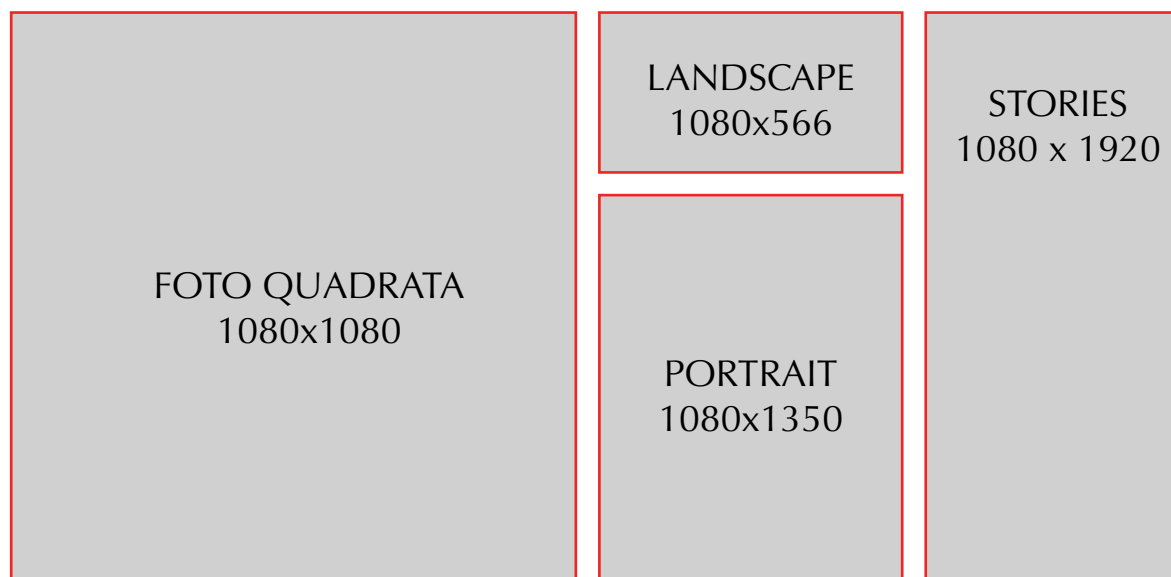 FOTO QUADRATA
1080x1080
LANDSCAPE
1080x566
PORTRAIT
1080x1350
STORIES
1080 x 1920